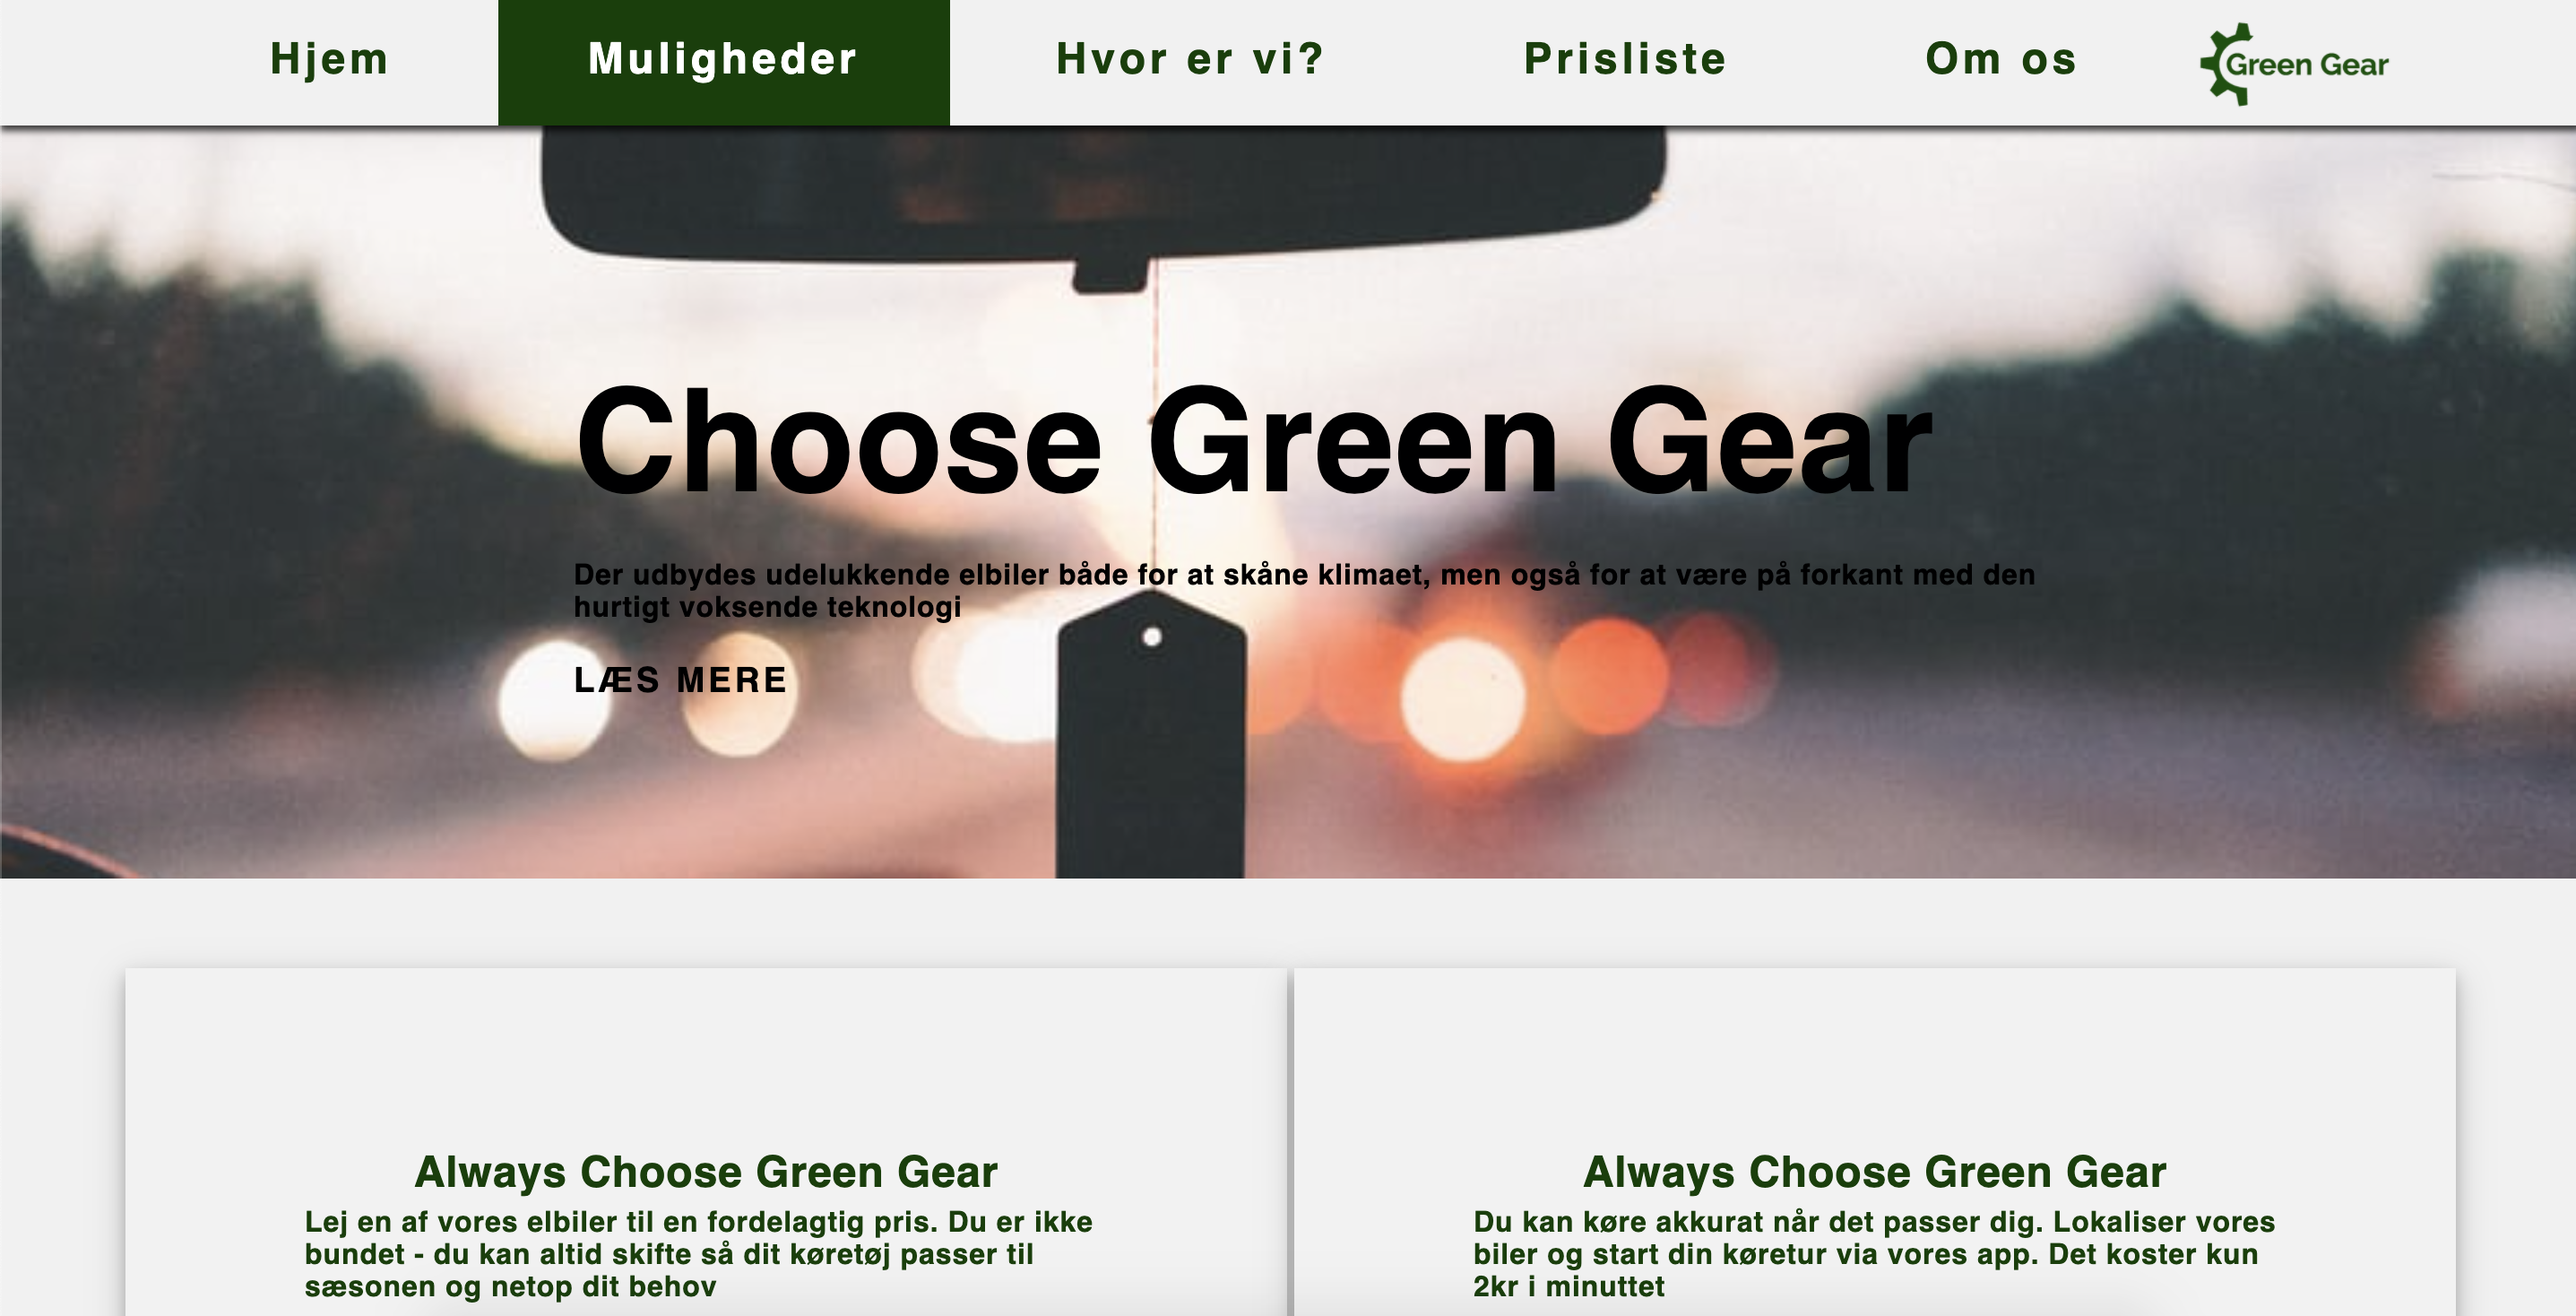 Hjem Muligheder Hvor er vi? Prisliste Om os Green Gear
Choose Green Gear
Der udbydes udelukkende elbiler både for at skåne klimaet, men også for at være på forkant med den
hurtigt voksende teknologi
LÆS MERE
Always Choose Green Gear
Lej en af vores elbiler til en fordelagtig pris. Du er ikke
bundet - du kan altid skifte så dit køretøj passer til
sæsonen og netop dit behov
Always Choose Green Gear
Du kan køre akkurat når det passer dig. Lokaliser vores
biler og start din køretur via vores app. Det koster kun
2kr i minuttet